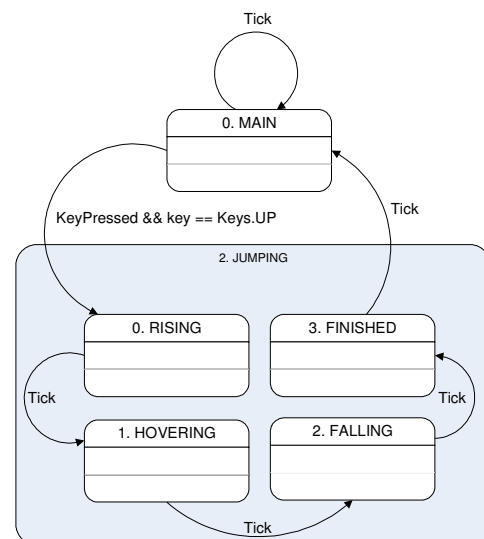 Tick
0. MAIN
KeyPressed && key == Keys.UP
Tick
2. JUMPING
0. RISING
3. FINISHED
Tick
Tick
1. HOVERING
2. FALLING
Tick